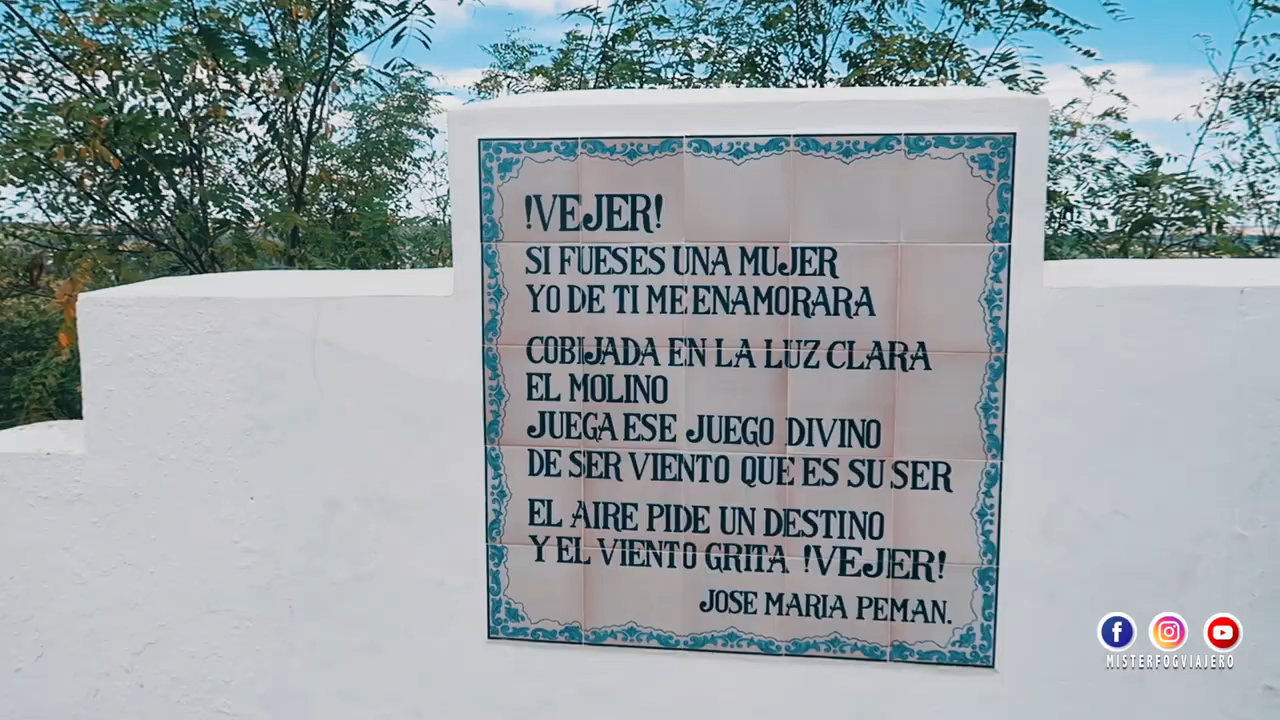 !VEJER!
SI FUESES UNA MUJER
YO DE TI ME ENAMORARA
COBIJADA EN LA LUZ CLARA
EL MOLINO
JUEGA ESE JUEGO DIVINO
DE SER VIENTO QUE ES SU SER
EL AIRE PIDE UN DESTINO
Y EL VIENTO GRITA !VEJER!
JOSE MARIA PEMAN.
MISTERFOGVIAJERO